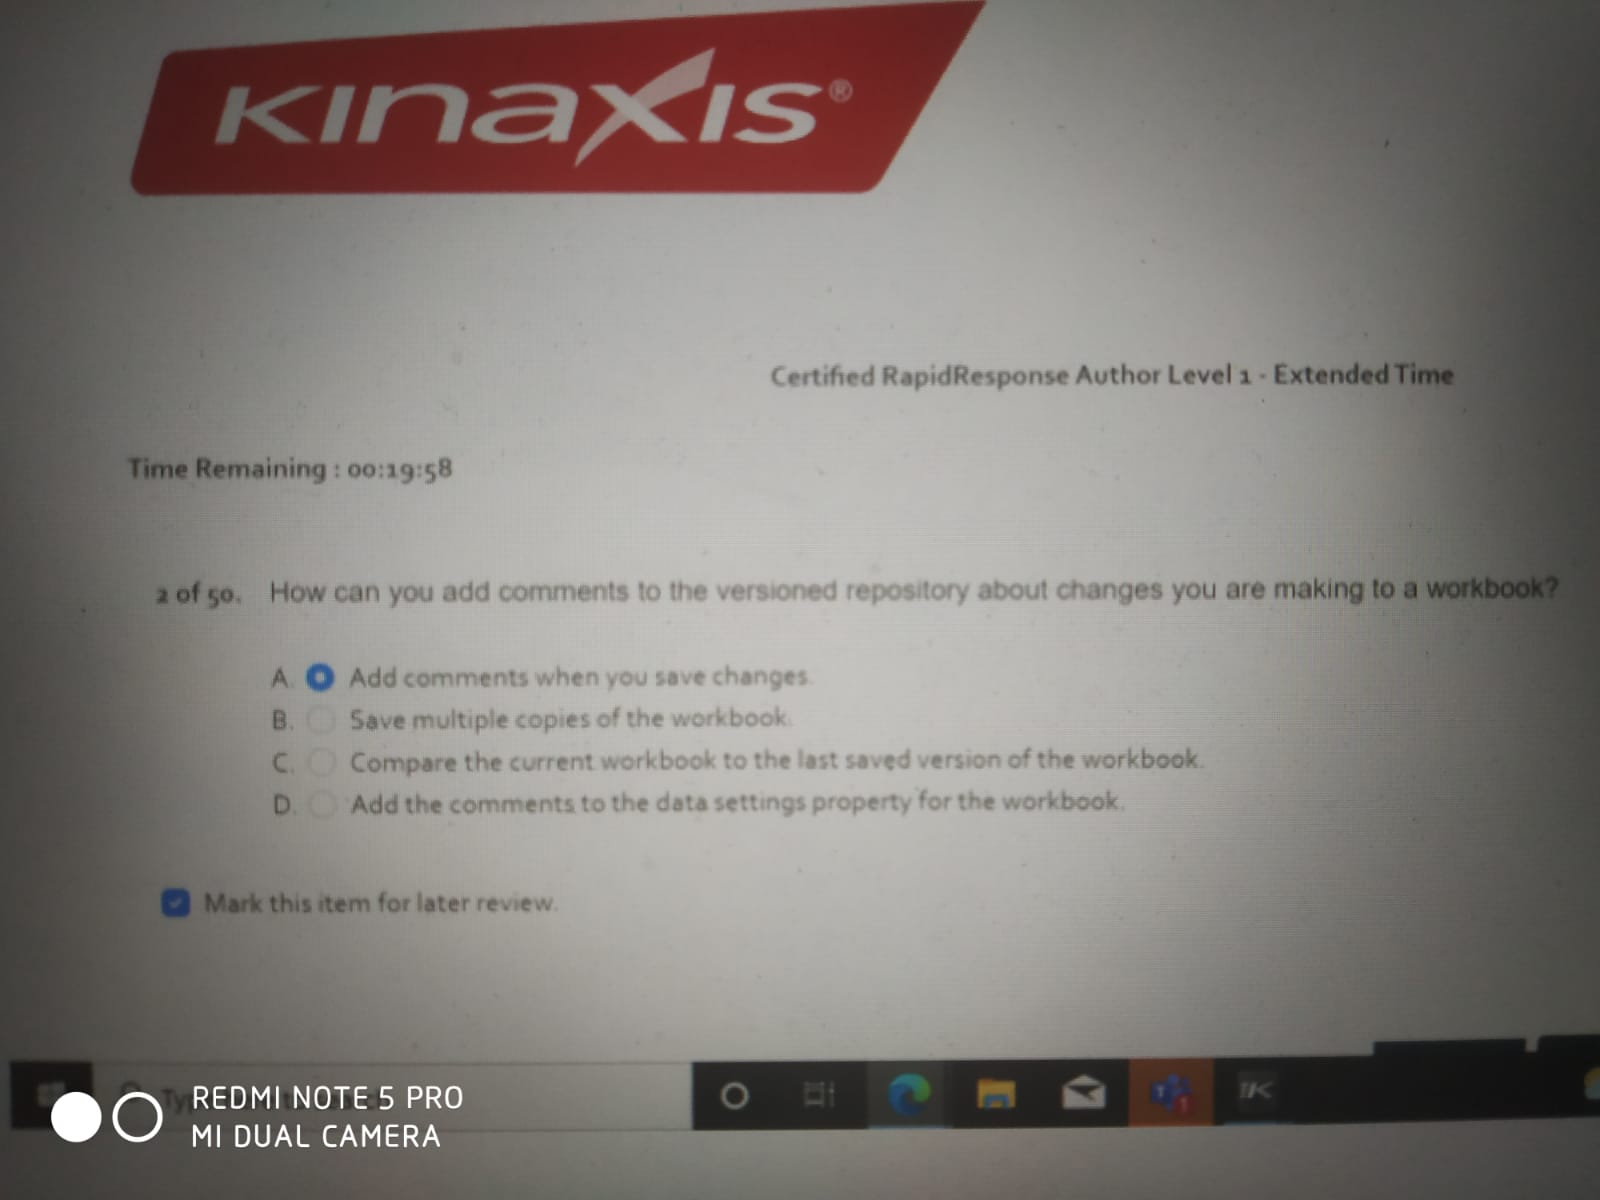 KINAXIS®
Certified RapidResponse Author Level 1 - Extended Time
Time Remaining : 00:19:58
2 of 50. How can you add comments to the versioned repository about changes you are making to a workbook?
A. Add comments when you save changes.
B. Save multiple copies of the workbook.
C. Compare the current workbook to the last saved version of the workbook.
D. Add the comments to the data settings property for the workbook.
Mark this item for later review.
REDMI NOTE 5 PRO
MI DUAL CAMERA